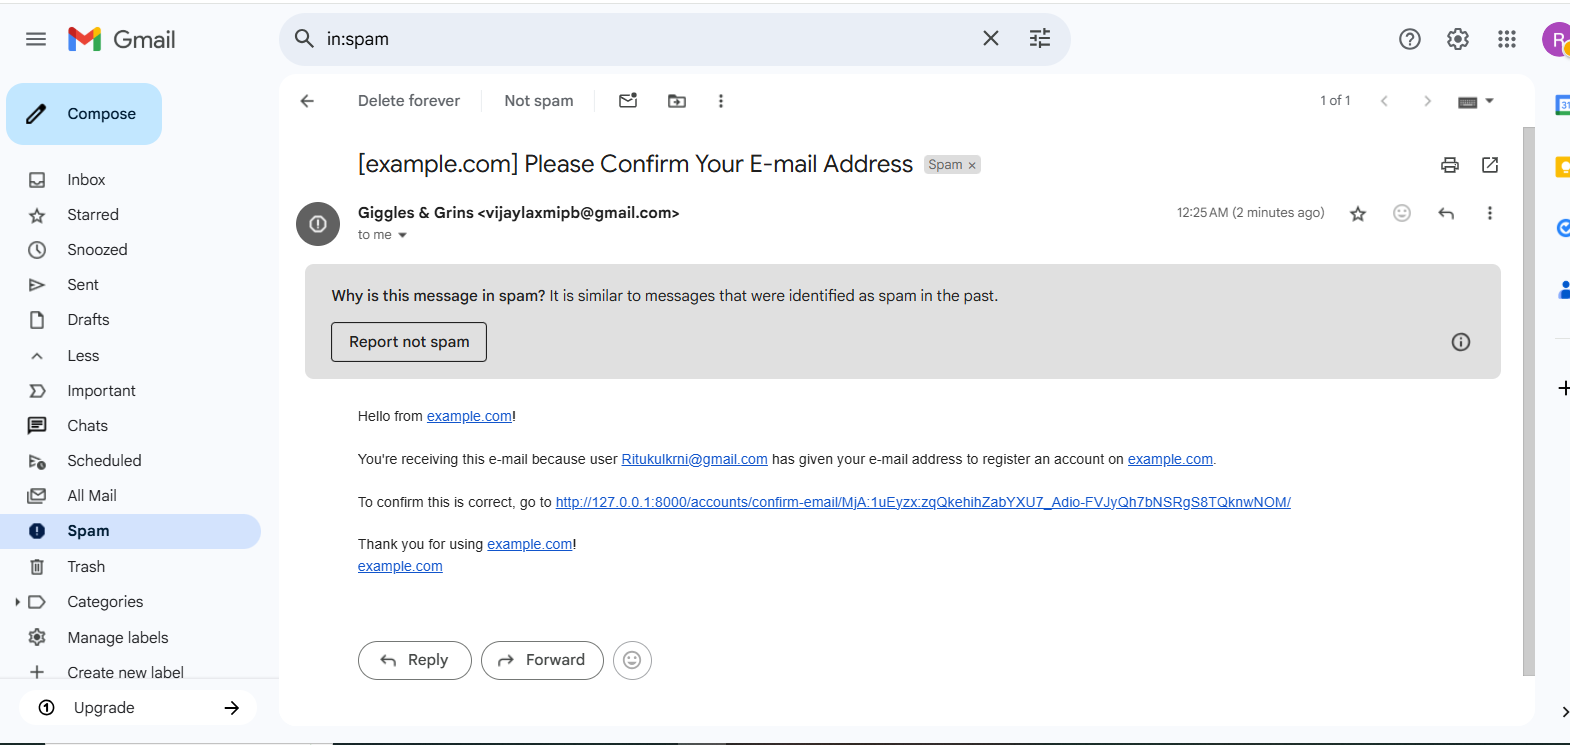 Gmail
in:spam
R
Compose
Inbox
Starred
Snoozed
Sent
Drafts
Less
Important
Chats
Scheduled
All Mail
Spam
Trash
Categories
Manage labels
Create new label
Upgrade
Delete forever
Not spam
1 of 1
[example.com] Please Confirm Your E-mail Address
Spam ×
Giggles & Grins <vijaylaxmipb@gmail.com>
12:25 AM (2 minutes ago)
to me
Why is this message in spam? It is similar to messages that were identified as spam in the past.
Report not spam
Hello from example.com!
You're receiving this e-mail because user Ritukulkrni@gmail.com has given your e-mail address to register an account on example.com.
To confirm this is correct, go to http://127.0.0.1:8000/accounts/confirm-email/MjA:1uEyzx:zqQkehihZabYXU7_Adio-FVJyQh7bNSRgS8TQknwNOM/
Thank you for using example.com!
example.com
Reply
Forward
31